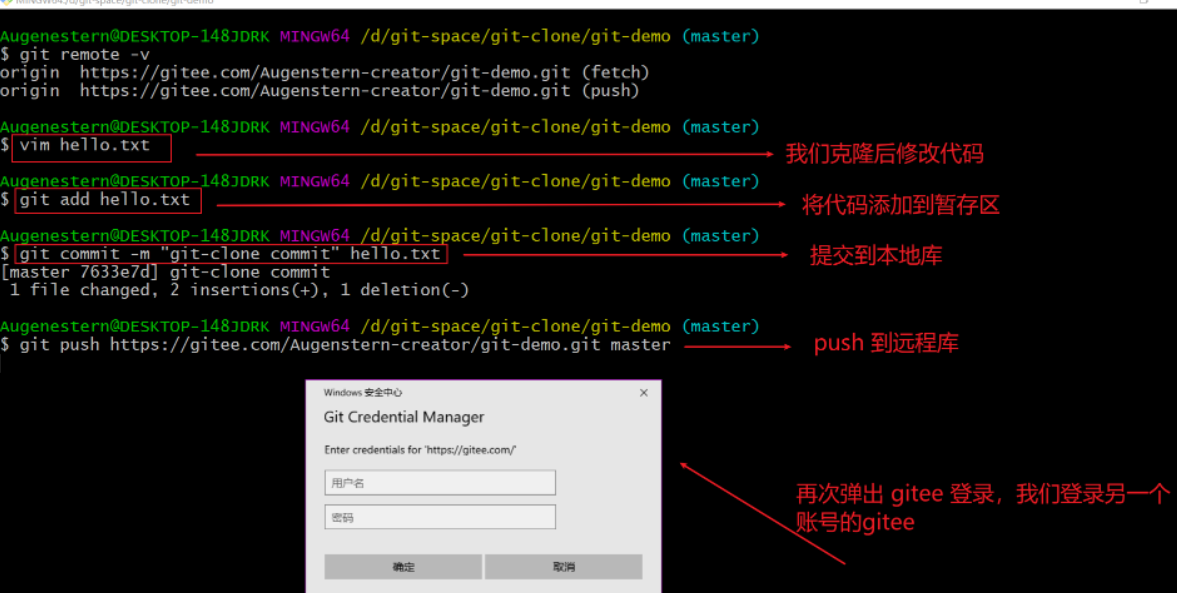 MINGW64:/d/git-space/git-clone/git-demo
Augenestern@DESKTOP-148JDRK MINGW64 /d/git-space/git-clone/git-demo (master)
$ git remote -v
origin  https://gitee.com/Augenstern-creator/git-demo.git (fetch)
origin  https://gitee.com/Augenstern-creator/git-demo.git (push)
Augenestern@DESKTOP-148JDRK MINGW64 /d/git-space/git-clone/git-demo (master)
$ vim hello.txt
我们克隆后修改代码
Augenestern@DESKTOP-148JDRK MINGW64 /d/git-space/git-clone/git-demo (master)
$ git add hello.txt
将代码添加到暂存区
Augenestern@DESKTOP-148JDRK MINGW64 /d/git-space/git-clone/git-demo (master)
$ git commit -m "git-clone commit" hello.txt
提交到本地库
[master 7633e7d] git-clone commit
1 file changed, 2 insertions(+), 1 deletion(-)
Augenestern@DESKTOP-148JDRK MINGW64 /d/git-space/git-clone/git-demo (master)
$ git push https://gitee.com/Augenstern-creator/git-demo.git master
push 到远程库
Windows 安全中心
Git Credential Manager
Enter credentials for 'https://gitee.com/'
用户名
密码
确定
取消
再次弹出 gitee 登录，我们登录另一个
账号的gitee